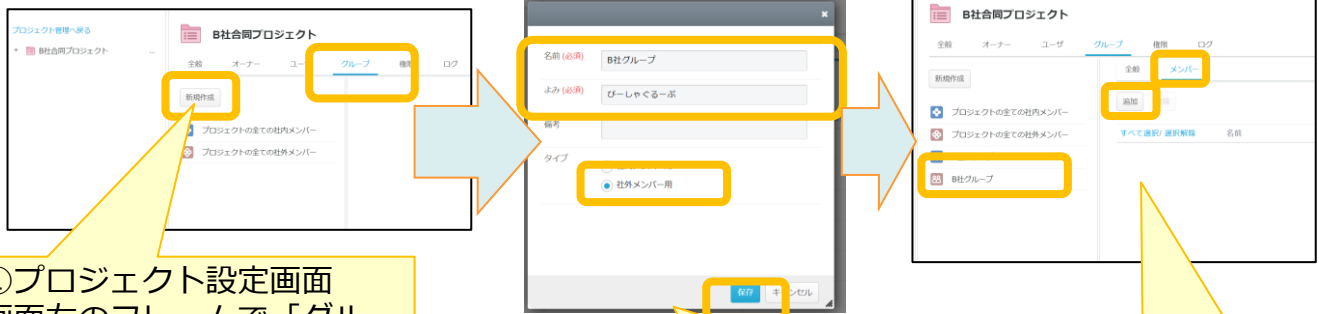 プロジェクト管理へ戻る
B社合同プロジェクト ...
B社合同プロジェクト
全般 オーナー ユー グループ 権限 ログ
新規作成
プロジェクトの全ての社内メンバー
プロジェクトの全ての社外メンバー
①プロジェクト設定画面
×
名前 (必須) B社グループ
よみ (必須) びーしゃぐるーぷ
備考
タイプ
社外メンバー用
保存 キャンセル
B社合同プロジェクト
全般 オーナー ユーザ グループ 権限 ログ
新規作成
プロジェクトの全ての社内メンバー
プロジェクトの全ての社外メンバー
B社グループ
全般 メンバー
追加
すべて選択/ 選択解除 名前